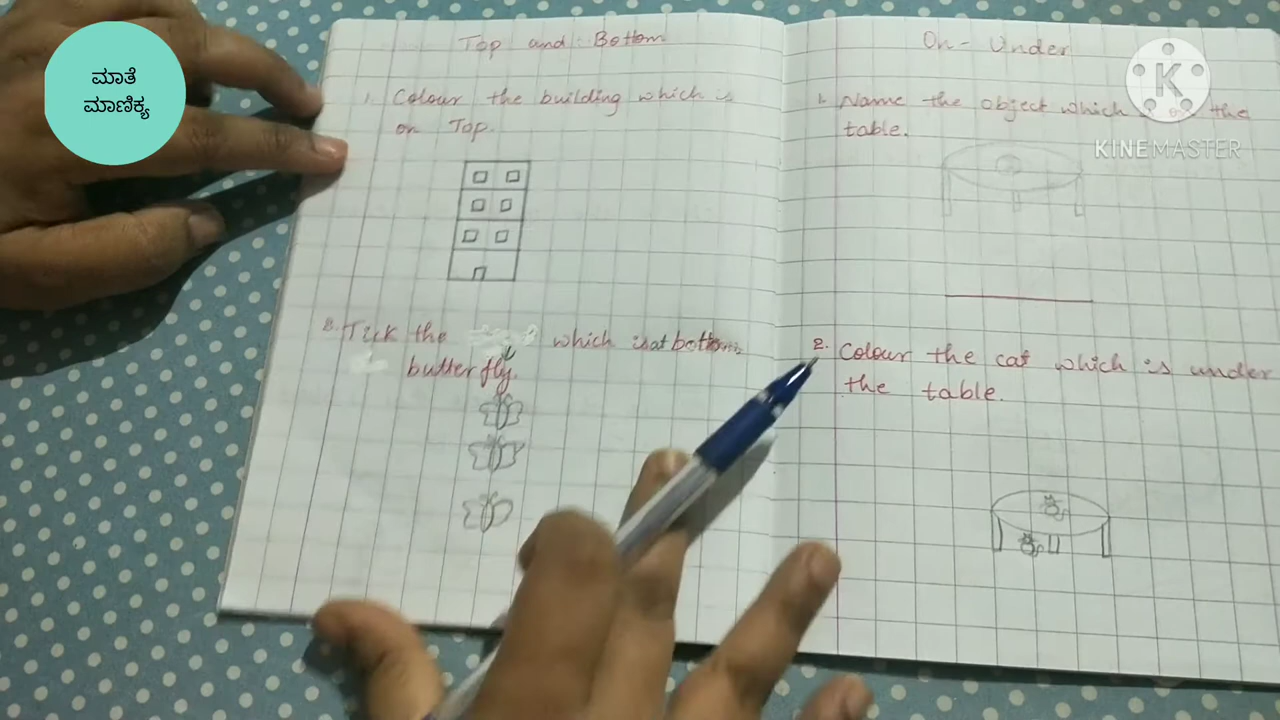 ಮಾತೆ
ಮಾಣಿಕ್ಯ
Top and Bottom
1. Colour the building which is
on Top.
2. Tick the which is at bottom
butterfly.
On - Under
1. Name the object which the
table.
2. Colour the cat which is under
the table.
K
KINEMASTER